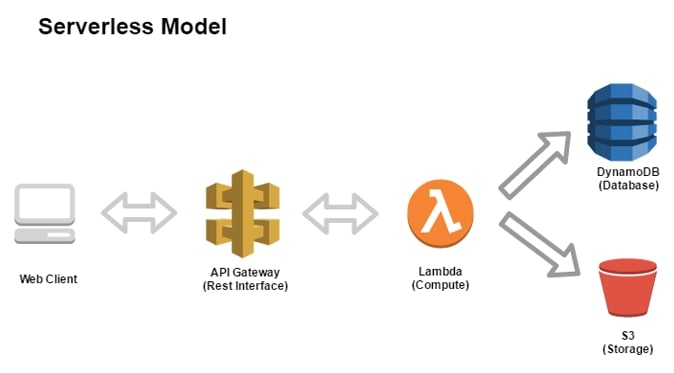 Serverless Model
DynamoDB
(Database)
Web Client
API Gateway
(Rest Interface)
Lambda
(Compute)
S3
(Storage)